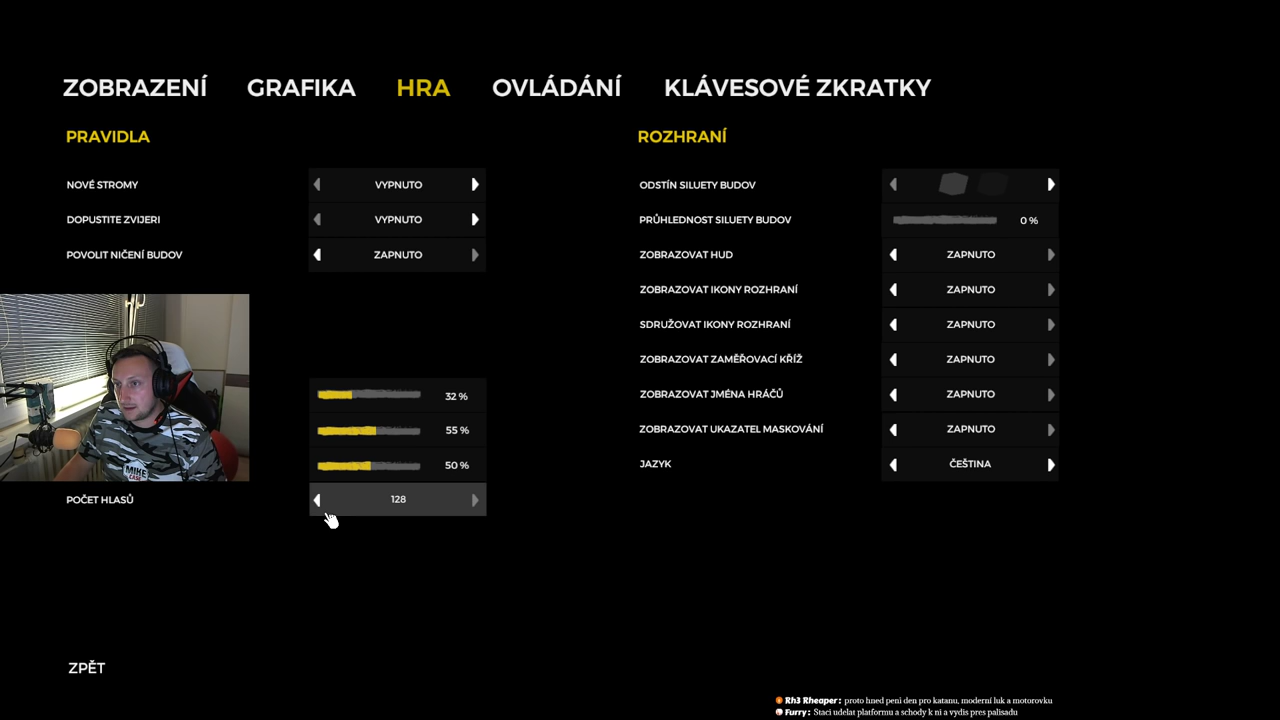 ZOBRAZENÍ GRAFIKA HRA OVLÁDÁNÍ KLÁVESOVÉ ZKRATKY
PRAVIDLA
NOVÉ STROMY VYPNUTO
DOPUSTITE ZVIJERI VYPNUTO
POVOLIT NIČENÍ BUDOV ZAPNUTO
32 %
55 %
50 %
POČET HLASŮ 128
MIKE
ROZHRANÍ
ODSTÍN SILUETY BUDOV
PRŮHLEDNOST SILUETY BUDOV 0 %
ZOBRAZOVAT HUD ZAPNUTO
ZOBRAZOVAT IKONY ROZHRANÍ ZAPNUTO
SDRUŽOVAT IKONY ROZHRANÍ ZAPNUTO
ZOBRAZOVAT ZAMĚŘOVACÍ KŘÍŽ ZAPNUTO
ZOBRAZOVAT JMÉNA HRÁČŮ ZAPNUTO
ZOBRAZOVAT UKAZATEL MASKOVÁNÍ ZAPNUTO
JAZYK ČEŠTINA
ZPĚT
Rh3 Rheaper: proto hned peni den pro katanu, moderní luk a motorovku
Furry: Staci udelat platformu a schody k ni a vydis pres palisadu